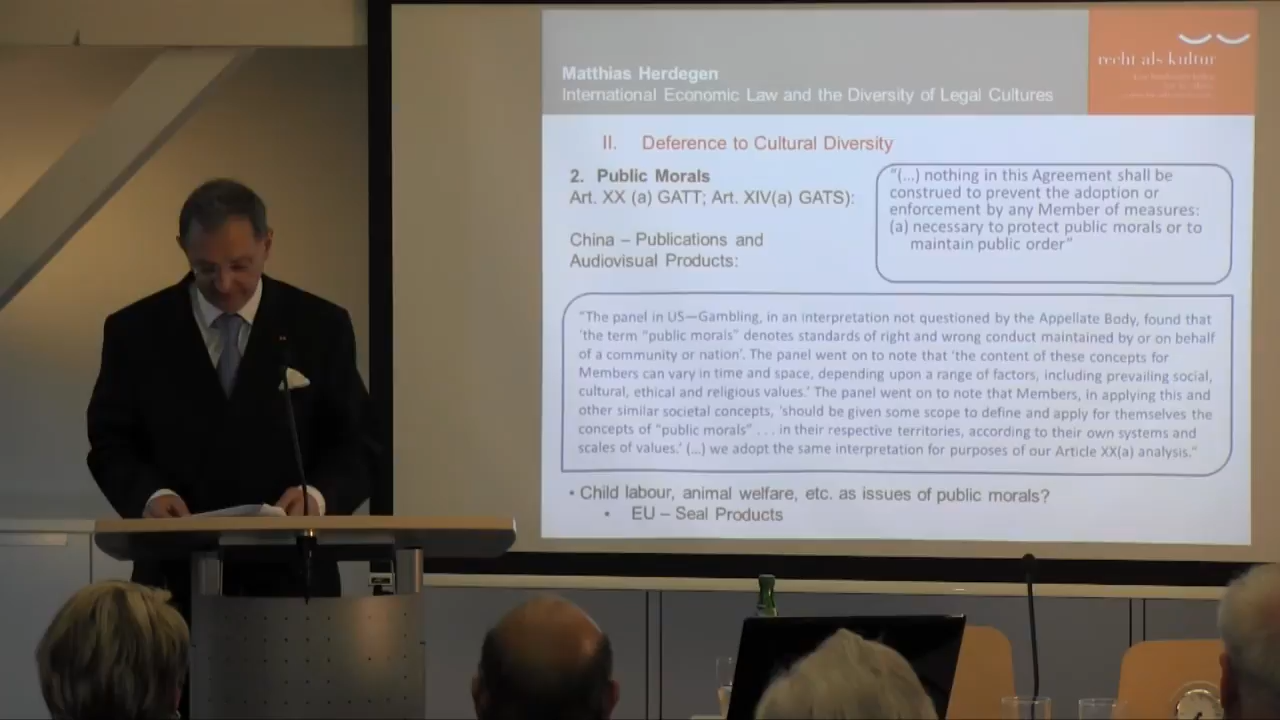 Matthias Herdegen
International Economic Law and the Diversity of Legal Cultures
recht als kultur
II. Deference to Cultural Diversity
2. Public Morals
Art. XX (a) GATT; Art. XIV(a) GATS):
"(...) nothing in this Agreement shall be
construed to prevent the adoption or
enforcement by any Member of measures:
(a) necessary to protect public morals or to
maintain public order"
China – Publications and
Audiovisual Products:
"The panel in US—Gambling, in an interpretation not questioned by the Appellate Body, found that
'the term "public morals" denotes standards of right and wrong conduct maintained by or on behalf
of a community or nation'. The panel went on to note that 'the content of these concepts for
Members can vary in time and space, depending upon a range of factors, including prevailing social,
cultural, ethical and religious values.' The panel went on to note that Members, in applying this and
other similar societal concepts, 'should be given some scope to define and apply for themselves the
concepts of "public morals" . . . in their respective territories, according to their own systems and
scales of values.' (...) we adopt the same interpretation for purposes of our Article XX(a) analysis."
• Child labour, animal welfare, etc. as issues of public morals?
• EU – Seal Products